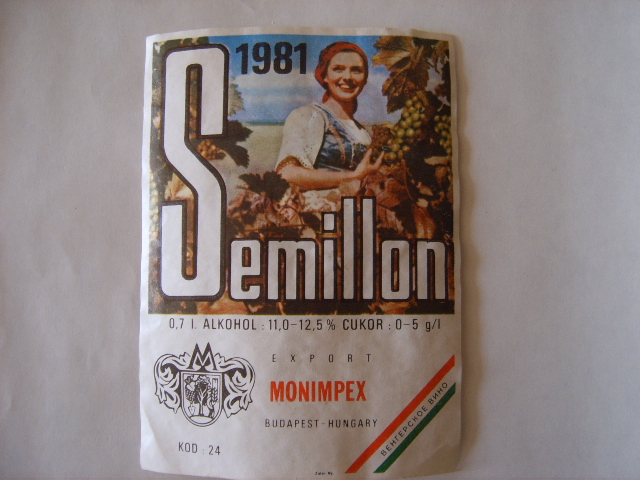 1981
Semillon
0,7 l. ALKOHOL : 11,0–12,5% CUKOR : 0–5 g/l
EXPORT
MONIMPEX
BUDAPEST - HUNGARY
M
KOD : 24
ВЕНГЕРСКОЕ ВИНО